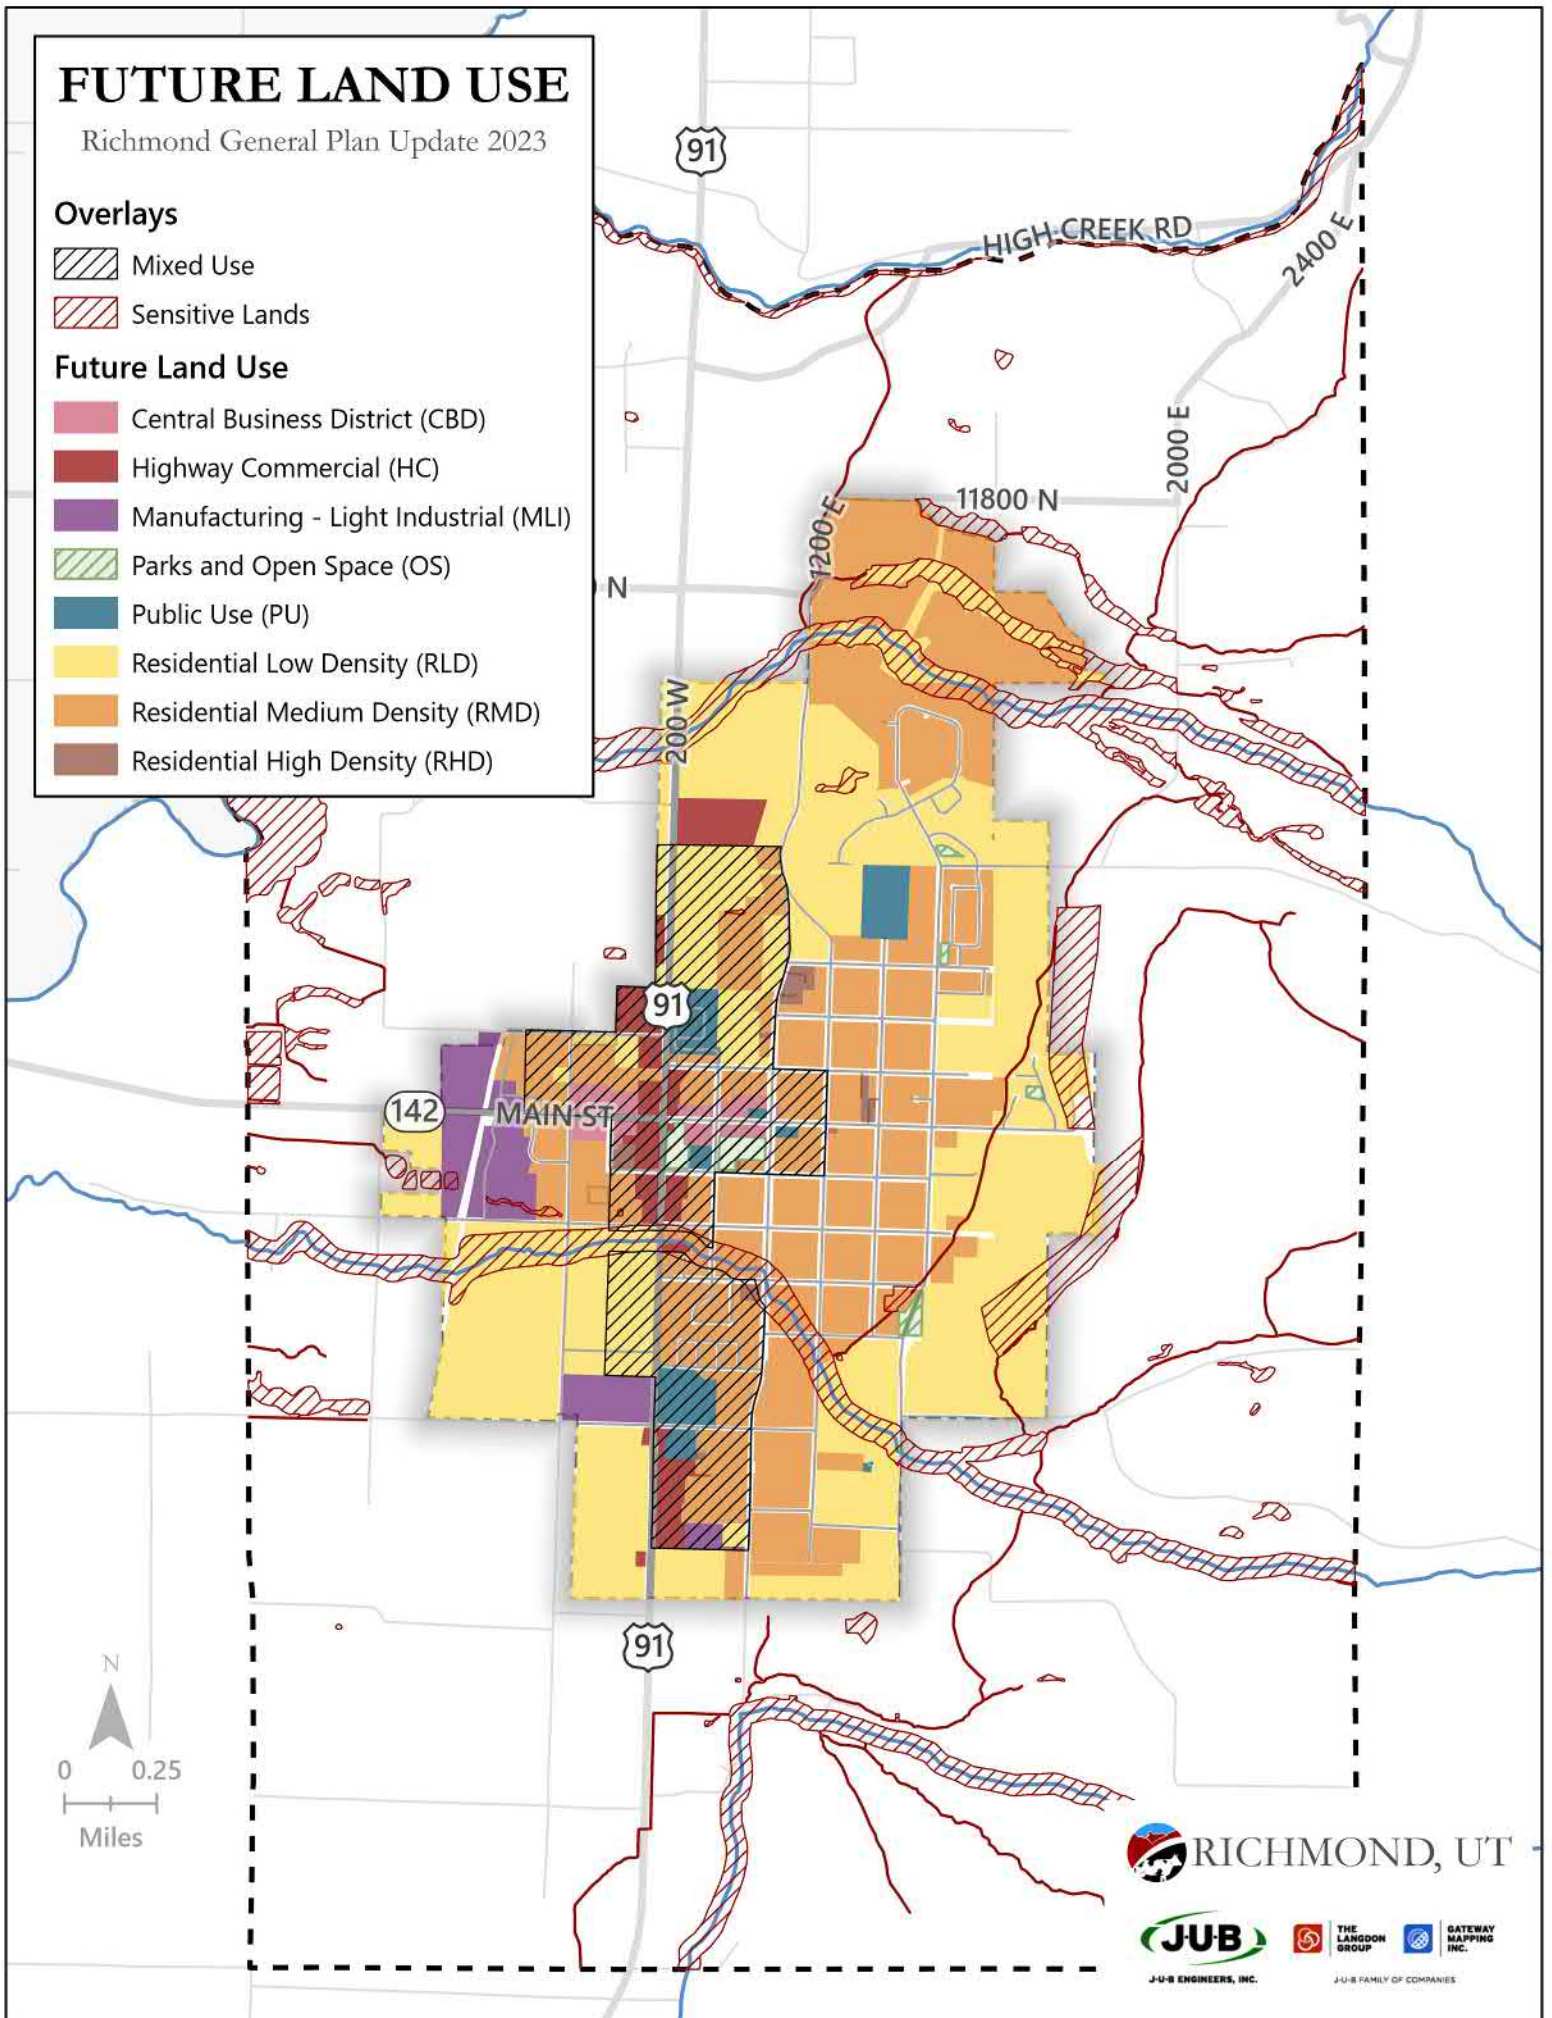 FUTURE LAND USE
Richmond General Plan Update 2023
Overlays
Mixed Use
Sensitive Lands
Future Land Use
Central Business District (CBD)
Highway Commercial (HC)
Manufacturing - Light Industrial (MLI)
Parks and Open Space (OS)
Public Use (PU)
Residential Low Density (RLD)
Residential Medium Density (RMD)
Residential High Density (RHD)
91
HIGH CREEK RD
2400 E
2000 E
11800 N
1200 E
N
200 W
91
142
MAIN ST
91
N
0 0.25
Miles
RICHMOND, UT
J·U·B
J·U·B ENGINEERS, INC.
THE
LANGDON
GROUP
GATEWAY
MAPPING
INC.
J·U·B FAMILY OF COMPANIES